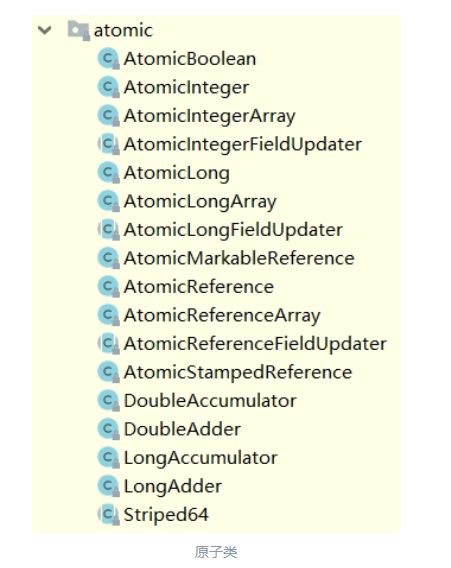 atomic
AtomicBoolean
AtomicInteger
AtomicIntegerArray
AtomicIntegerFieldUpdater
AtomicLong
AtomicLongArray
AtomicLongFieldUpdater
AtomicMarkableReference
AtomicReference
AtomicReferenceArray
AtomicReferenceFieldUpdater
AtomicStampedReference
DoubleAccumulator
DoubleAdder
LongAccumulator
LongAdder
Striped64
原子类